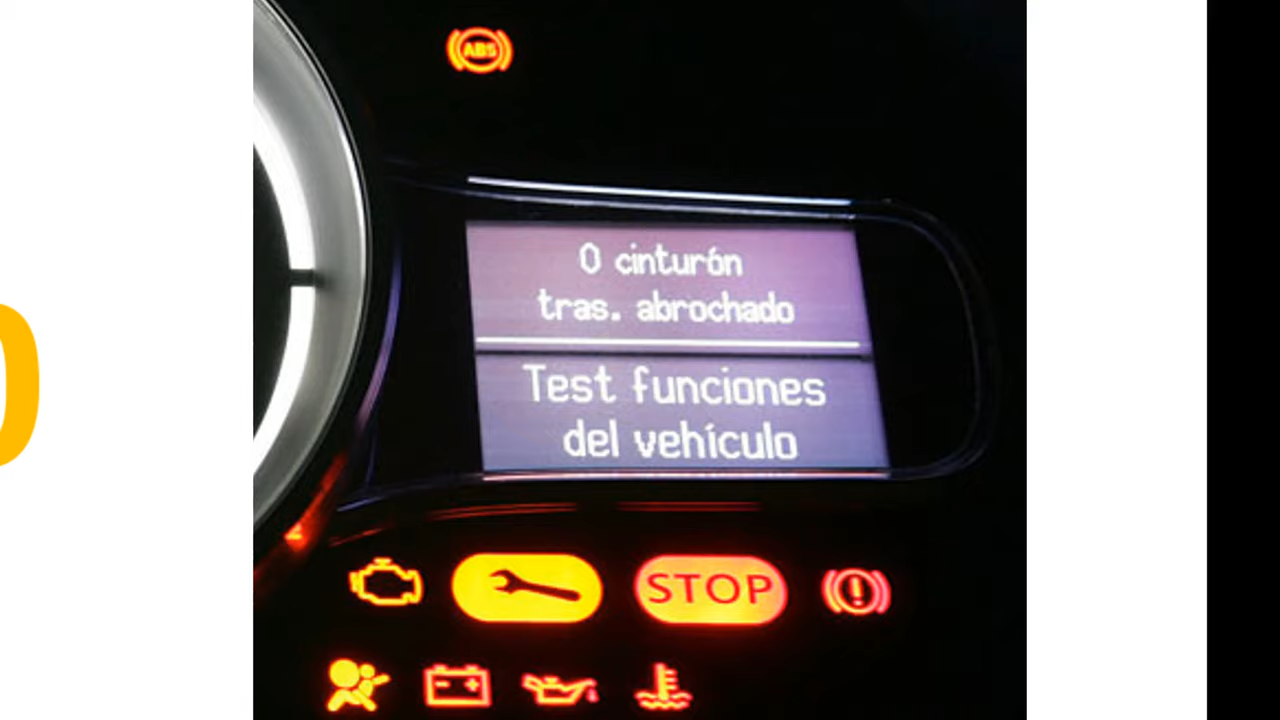 ABS
0 cinturón
tras. abrochado
Test funciones
del vehículo
STOP